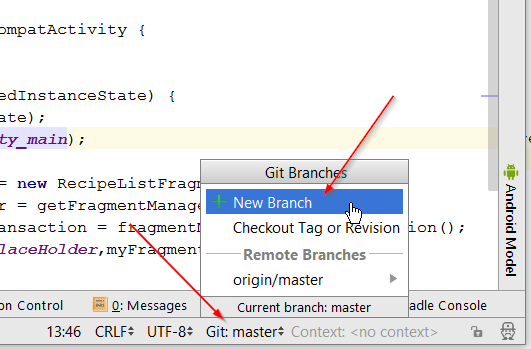 ompatActivity {
edInstanceState) {
ate);
ty_main);
= new RecipeListFragm
r = getFragmentManage
ansaction = fragm
ion();
laceHolder,myFragment
Git Branches
New Branch
Checkout Tag or Revision
Remote Branches
origin/master
Current branch: master
Android Model
on Control
0: Messages
adle Console
13:46 CRLF UTF-8 Git: master Context: <no context>